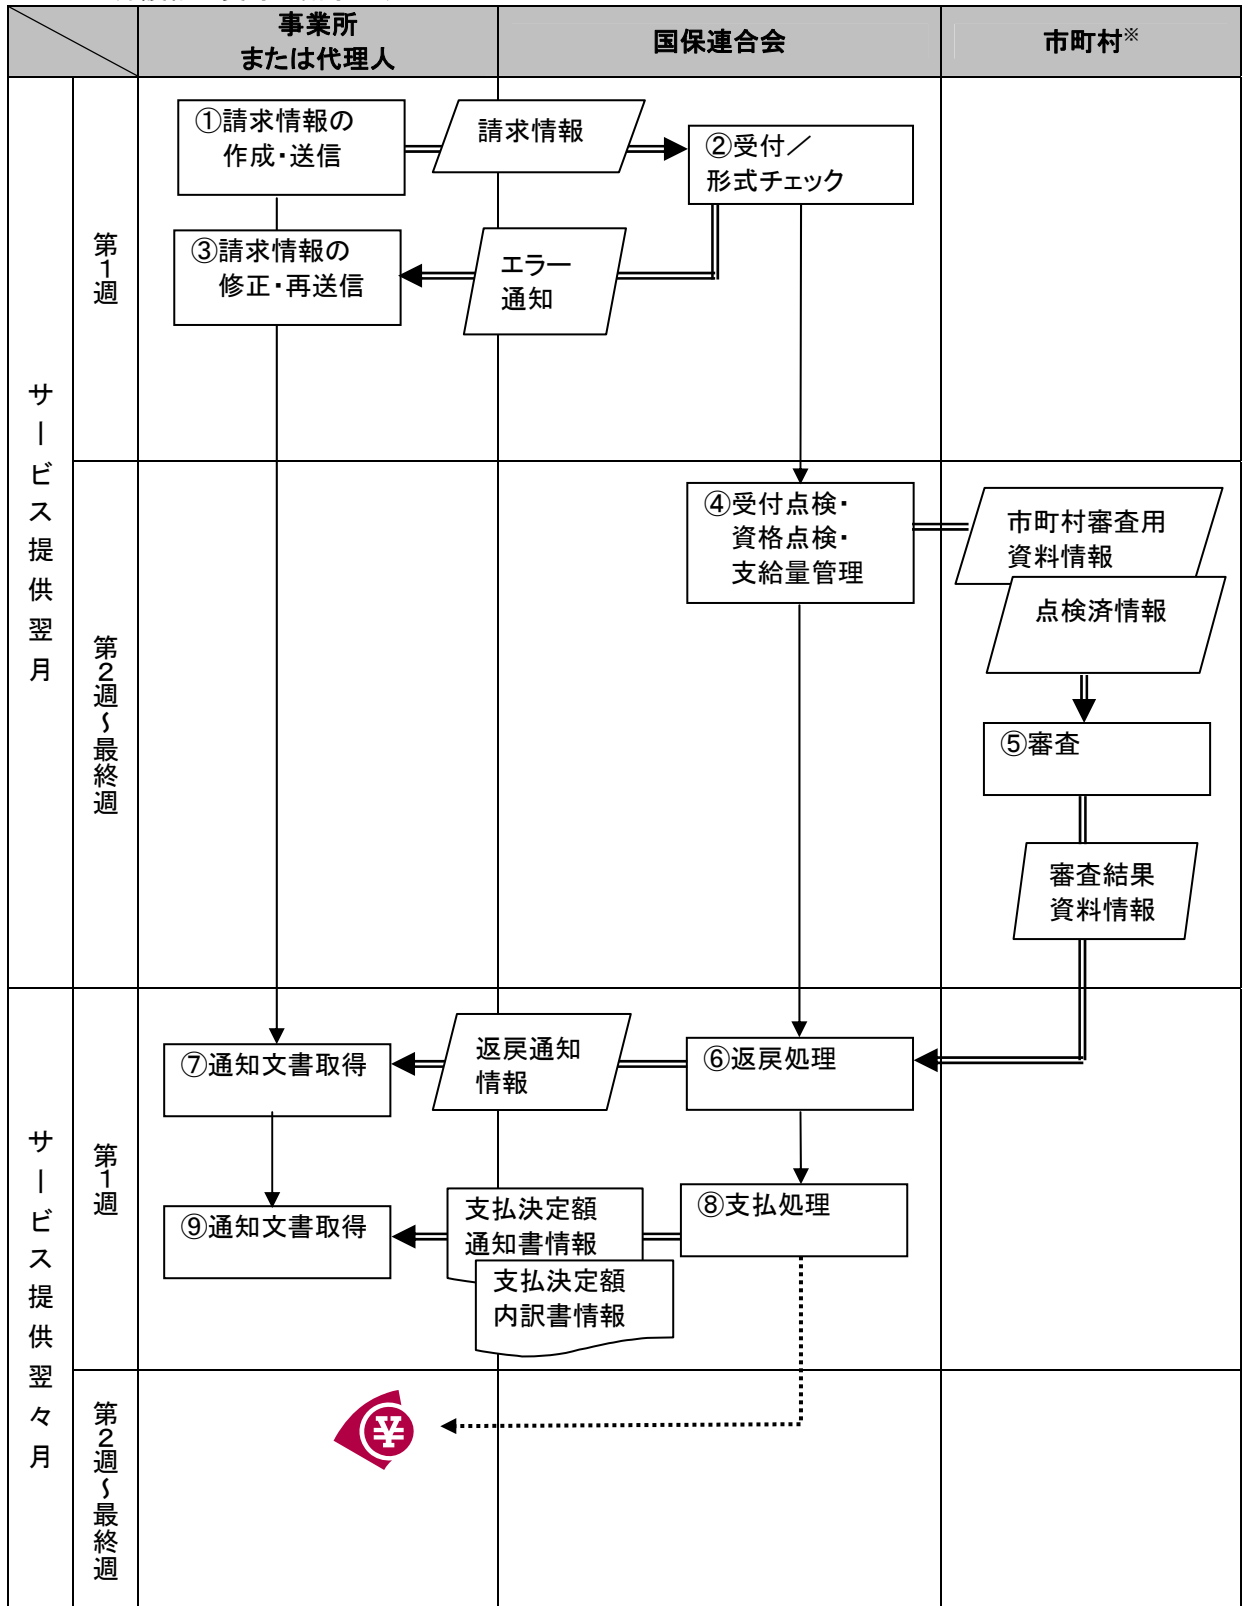 事業所
または代理人
国保連合会
市町村※
サービス提供翌月
第1週
①請求情報の
作成・送信
請求情報
②受付／
形式チェック
③請求情報の
修正・再送信
エラー
通知
第2週～最終週
④受付点検・
資格点検・
支給量管理
市町村審査用
資料情報
点検済情報
⑤審査
審査結果
資料情報
サービス提供翌々月
第1週
⑦通知文書取得
返戻通知
情報
⑥返戻処理
⑨通知文書取得
支払決定額
通知書情報
支払決定額
内訳書情報
⑧支払処理
第2週～最終週
¥